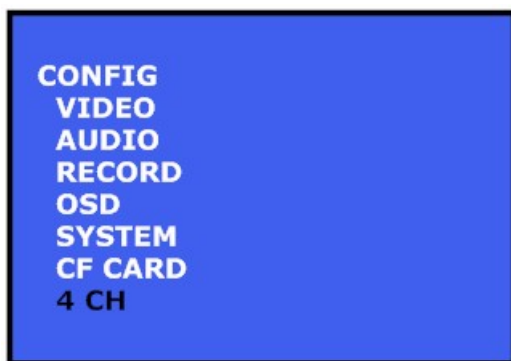 CONFIG
VIDEO
AUDIO
RECORD
OSD
SYSTEM
CF CARD
4 CH